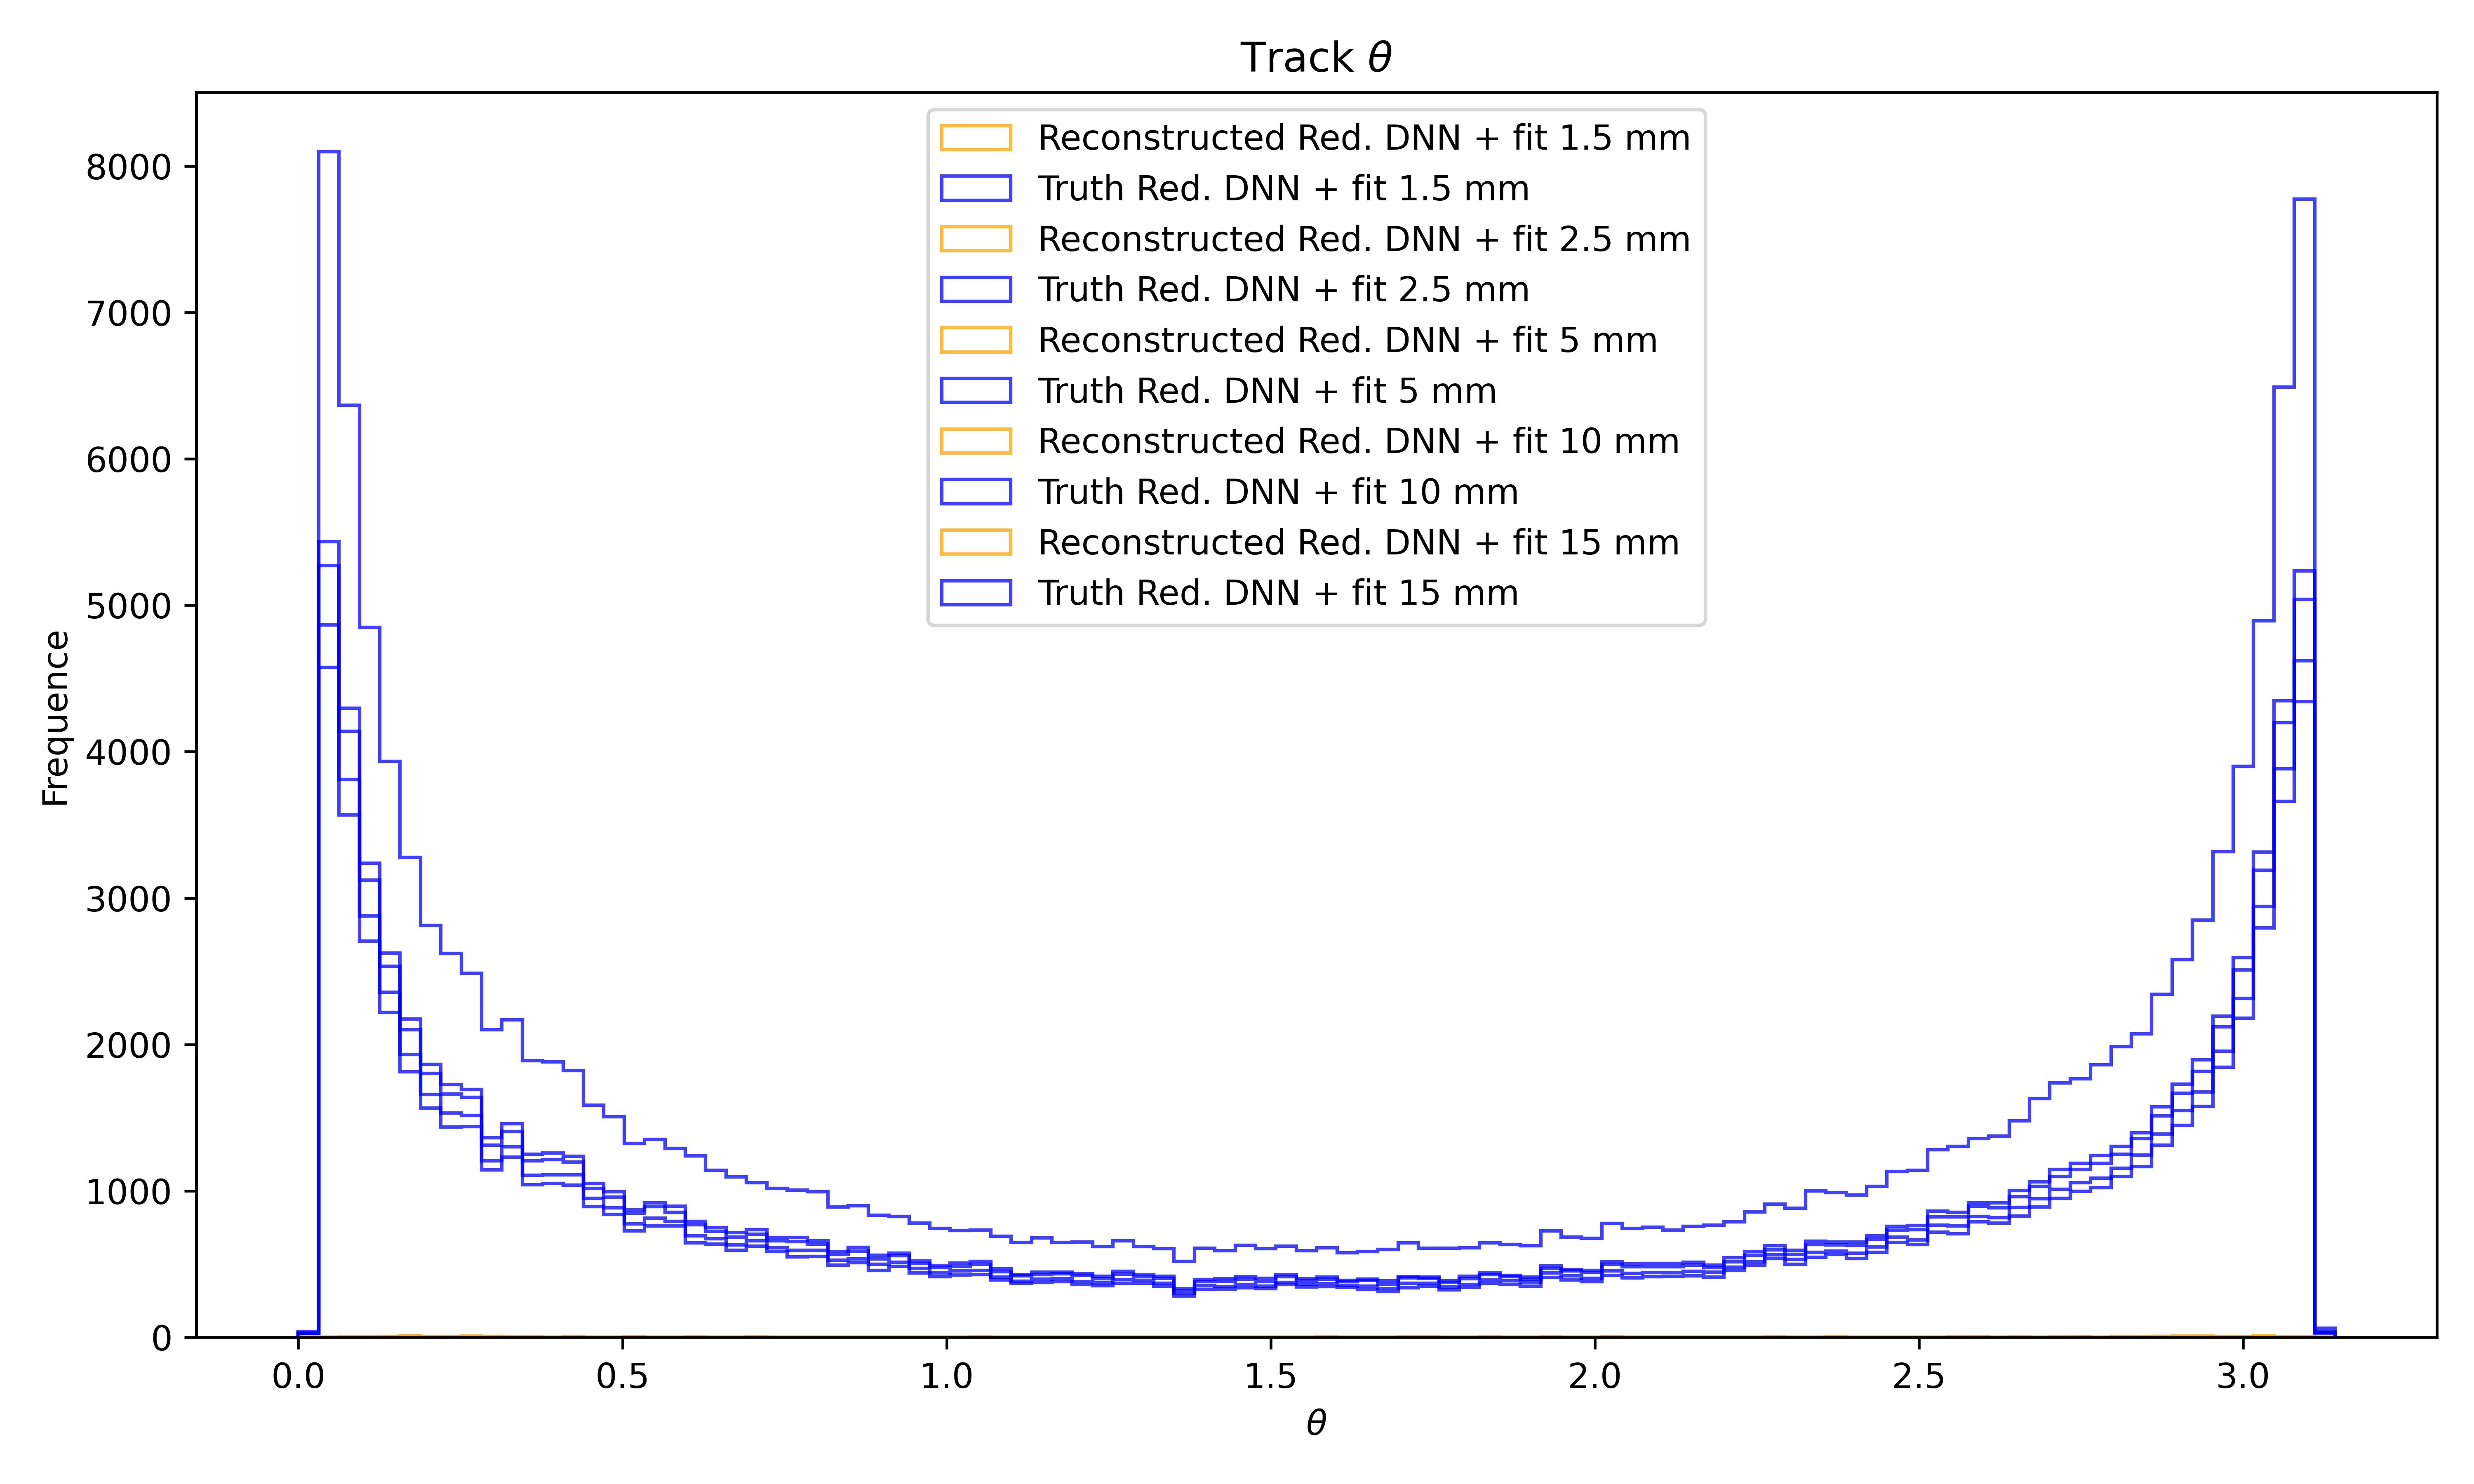 Track θ
Reconstructed Red. DNN + fit 1.5 mm
Truth Red. DNN + fit 1.5 mm
Reconstructed Red. DNN + fit 2.5 mm
Truth Red. DNN + fit 2.5 mm
Reconstructed Red. DNN + fit 5 mm
Truth Red. DNN + fit 5 mm
Reconstructed Red. DNN + fit 10 mm
Truth Red. DNN + fit 10 mm
Reconstructed Red. DNN + fit 15 mm
Truth Red. DNN + fit 15 mm
Frequence
8000
7000
6000
5000
4000
3000
2000
1000
0
0.0 0.5 1.0 1.5 2.0 2.5 3.0
θ